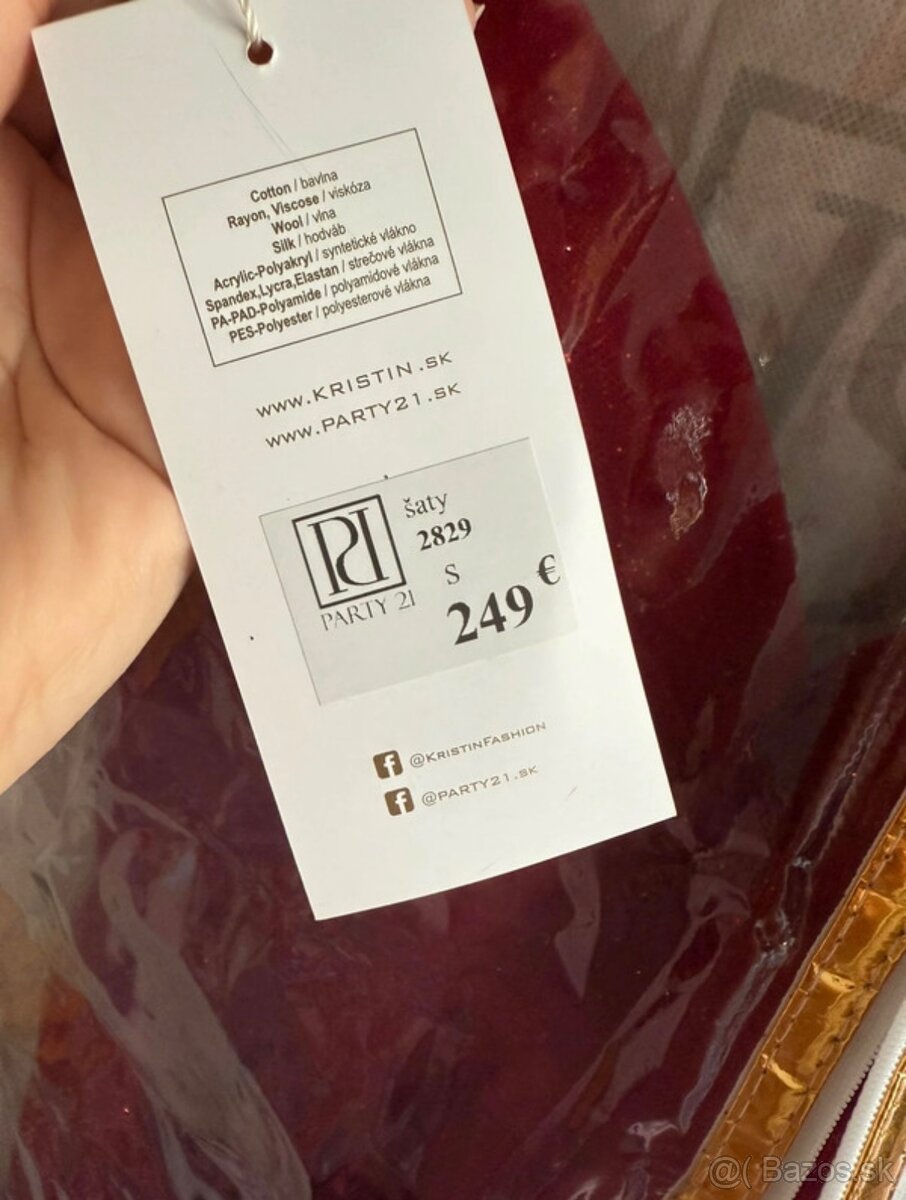 Cotton / bavlna
Rayon, Viscose / viskóza
Wool / vlna
Silk / hodváb
Acrylic-Polyakryl / syntetické vlákno
Spandex,Lycra,Elastan / strečové vlákna
PA-PAD-Polyamide / polyamidové vlákna
PES-Polyester / polyesterové vlákna
www.KRISTIN.SK
www.PARTY21.SK
šaty
2829
S
249 €
PARTY 21
@KRISTINFASHION
@PARTY21.SK
@( Bazos.sk